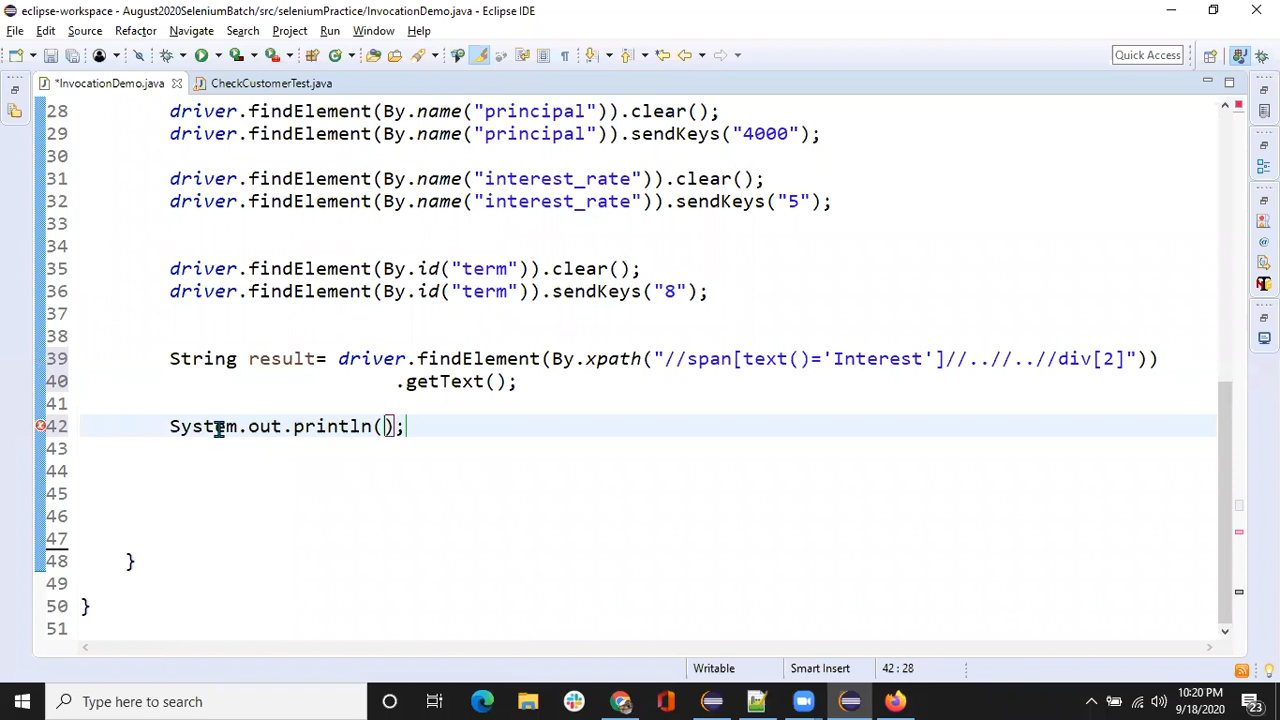 eclipse-workspace - August2020SeleniumBatch/src/seleniumPractice/InvocationDemo.java - Eclipse IDE
File Edit Source Refactor Navigate Search Project Run Window Help
Quick Access
*InvocationDemo.java CheckCustomerTest.java
28 driver.findElement(By.name("principal")).clear();
29 driver.findElement(By.name("principal")).sendKeys("4000");
30
31 driver.findElement(By.name("interest_rate")).clear();
32 driver.findElement(By.name("interest_rate")).sendKeys("5");
33
34
35 driver.findElement(By.id("term")).clear();
36 driver.findElement(By.id("term")).sendKeys("8");
37
38
39 String result= driver.findElement(By.xpath("//span[text()='Interest']//..//..//div[2]"))
40 .getText();
41
42 System.out.println();
43
44
45
46
47
48 }
49
50 }
51
Writable Smart Insert 42 : 28
Type here to search
10:20 PM
9/18/2020
23